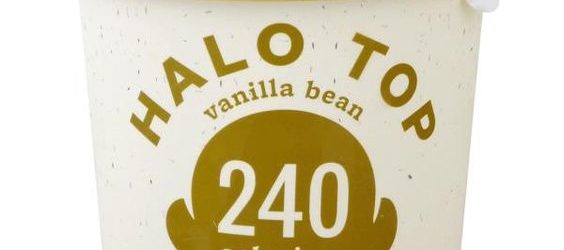 HALO TOP
vanilla bean
240